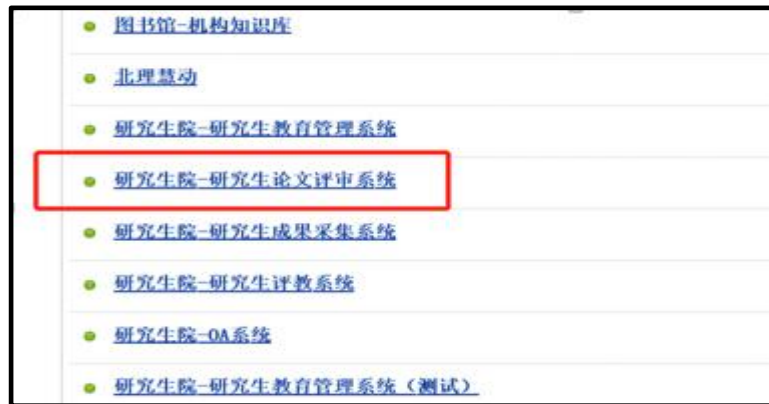 图书馆-机构知识库
北理慧动
研究生院-研究生教育管理系统
研究生院-研究生论文评审系统
研究生院-研究生成果采集系统
研究生院-研究生评教系统
研究生院-OA系统
研究生院-研究生教育管理系统（测试）